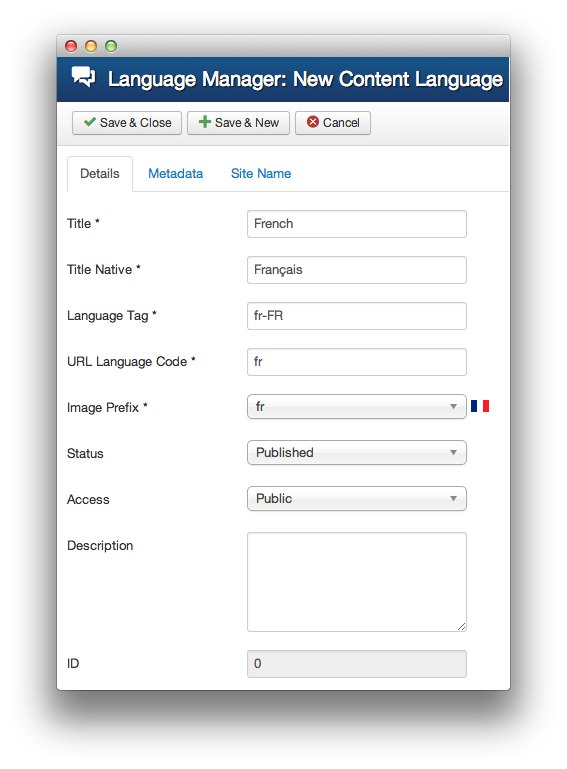 Language Manager: New Content Language
Save & Close Save & New Cancel
Details Metadata Site Name
Title * French
Title Native * Français
Language Tag * fr-FR
URL Language Code * fr
Image Prefix * fr
Status Published
Access Public
Description
ID 0